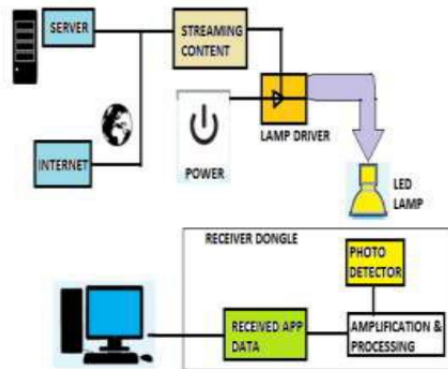 SERVER
STREAMING
CONTENT
LAMP DRIVER
INTERNET
POWER
LED
LAMP
RECEIVER DONGLE
PHOTO
DETECTOR
RECEIVED APP
DATA
AMPLIFICATION &
PROCESSING